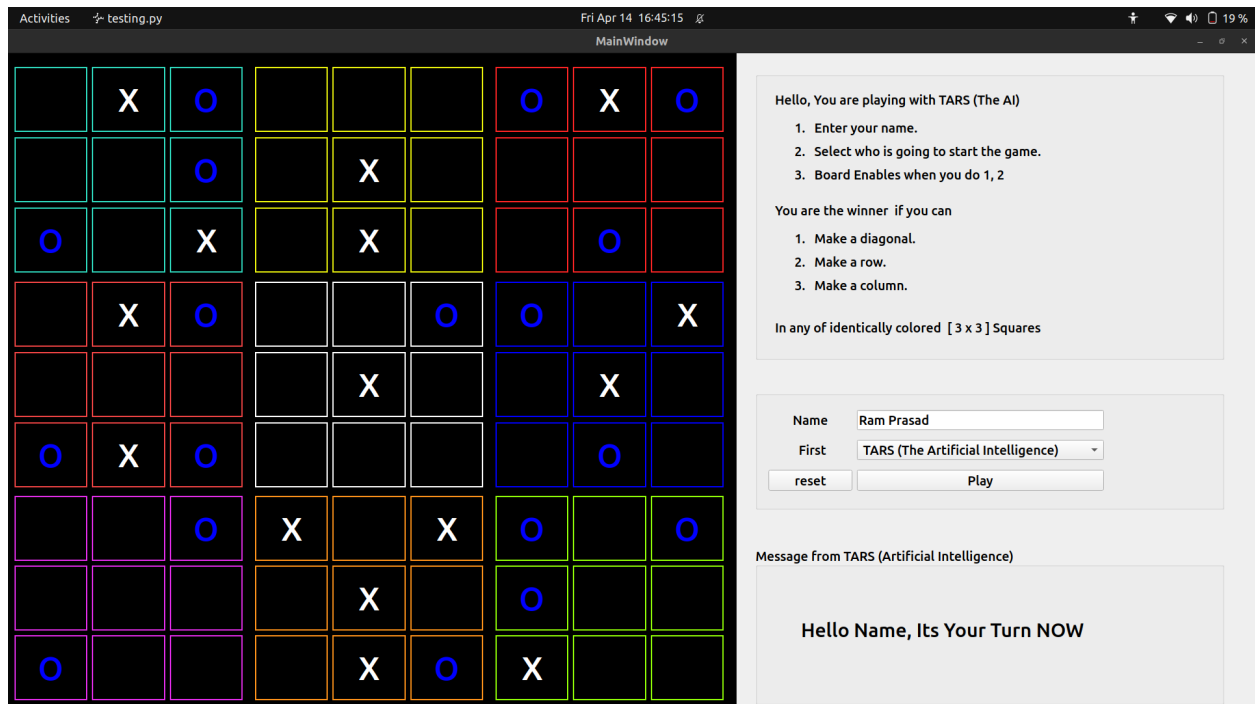 Activities testing.py Fri Apr 14 16:45:15 19 %
MainWindow
X O O X O
O X
O X X O
X O O O X
X X
O X O O
O X X O O
X O
O X O X
Hello, You are playing with TARS (The AI)
1. Enter your name.
2. Select who is going to start the game.
3. Board Enables when you do 1, 2
You are the winner if you can
1. Make a diagonal.
2. Make a row.
3. Make a column.
In any of identically colored [ 3 x 3 ] Squares
Name Ram Prasad
First TARS (The Artificial Intelligence)
reset Play
Message from TARS (Artificial Intelligence)
Hello Name, Its Your Turn NOW